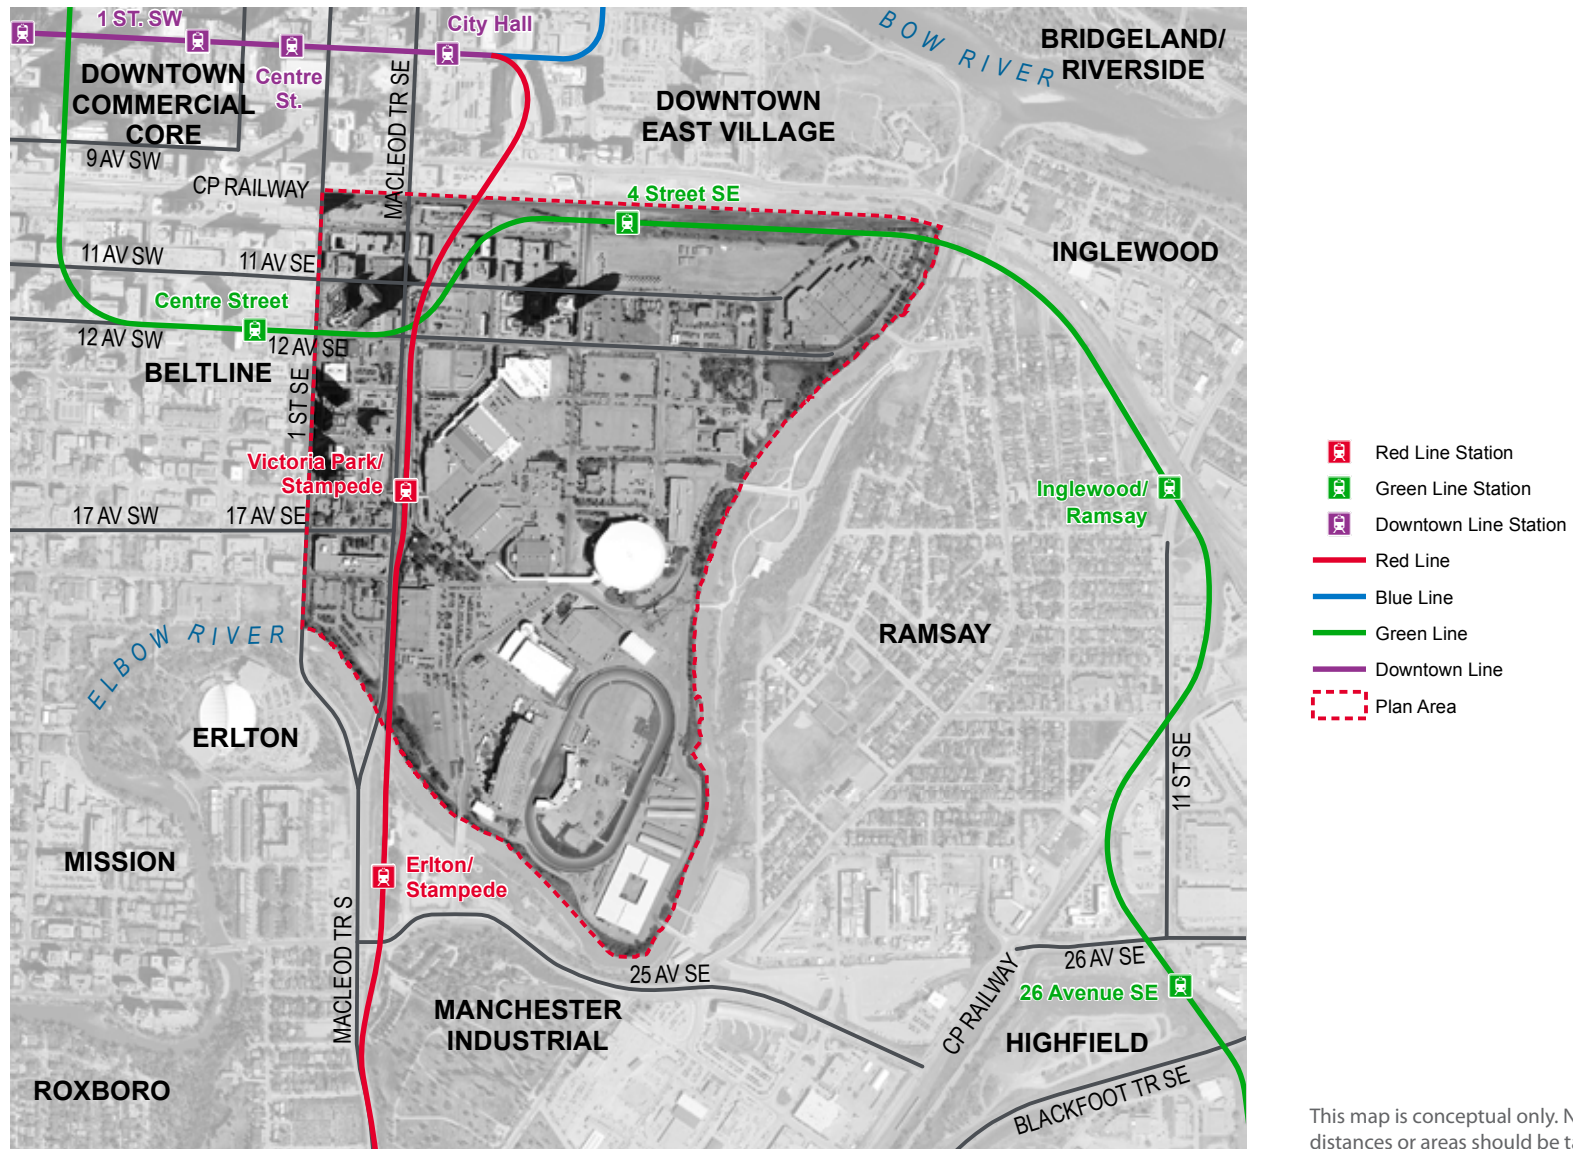 1 ST. SW
City Hall
Centre
St.
DOWNTOWN
COMMERCIAL
CORE
MACLEOD TR SE
9 AV SW
CP RAILWAY
DOWNTOWN
EAST VILLAGE
BOW RIVER
BRIDGELAND/
RIVERSIDE
4 Street SE
INGLEWOOD
11 AV SW
11 AV SE
Centre Street
12 AV SW
12 AV SE
BELTLINE
1 ST SE
Victoria Park/
Stampede
17 AV SW
17 AV SE
Inglewood/
Ramsay
ELBOW RIVER
RAMSAY
ERLTON
11 ST SE
MISSION
Erlton/
Stampede
MACLEOD TR S
25 AV SE
26 AV SE
CP RAILWAY
26 Avenue SE
MANCHESTER
INDUSTRIAL
HIGHFIELD
BLACKFOOT TR SE
ROXBORO
Red Line Station
Green Line Station
Downtown Line Station
Red Line
Blue Line
Green Line
Downtown Line
Plan Area
This map is conceptual only.
distances or areas should be